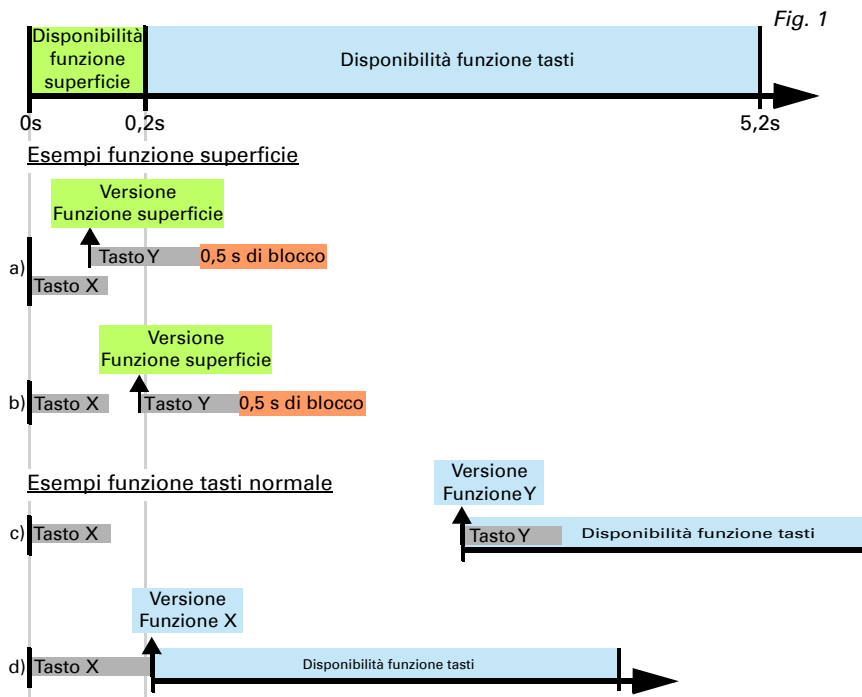 Fig. 1
Disponibilità
funzione
superficie
Disponibilità funzione tasti
0s
0,2s
5,2s
Esempi funzione superficie
Versione
Funzione superficie
a)
Tasto Y
0,5 s di blocco
Tasto X
Versione
Funzione superficie
b)
Tasto X
Tasto Y
0,5 s di blocco
Esempi funzione tasti normale
Versione
Funzione Y
c)
Tasto X
Tasto Y
Disponibilità funzione tasti
Versione
Funzione X
d)
Tasto X
Disponibilità funzione tasti